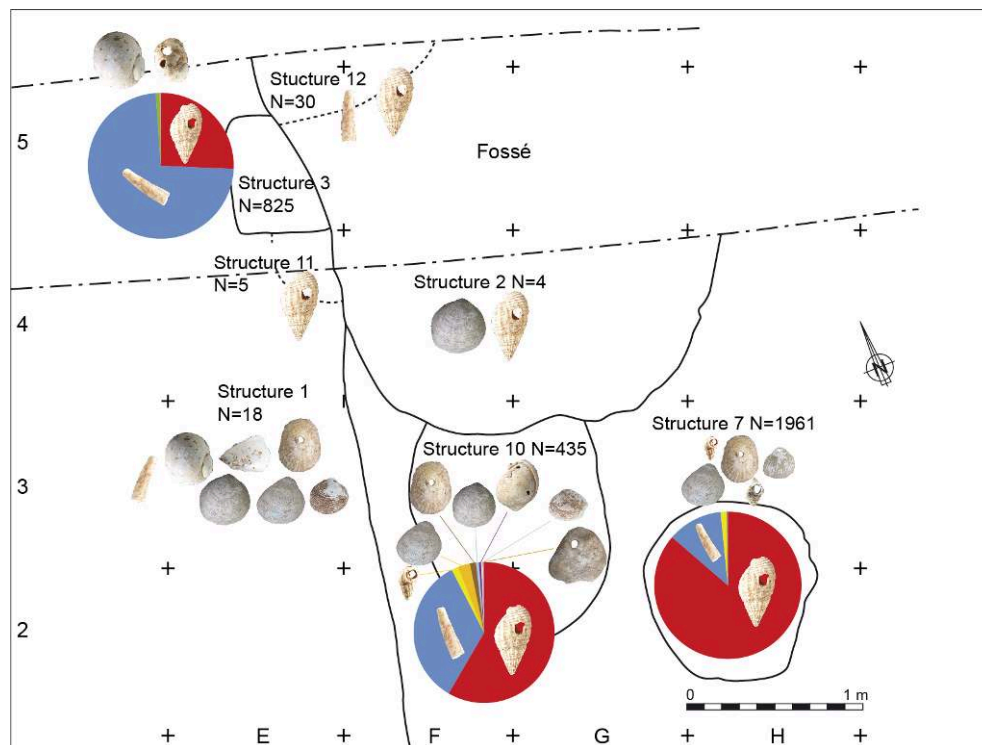 Stucture 12
N=30
5
Fossé
Structure 3
N=825
Structure 11
N=5
Structure 2 N=4
4
N
Structure 1
N=18
Structure 7 N=1961
Structure 10 N=435
3
2
0 1 m
E F G H